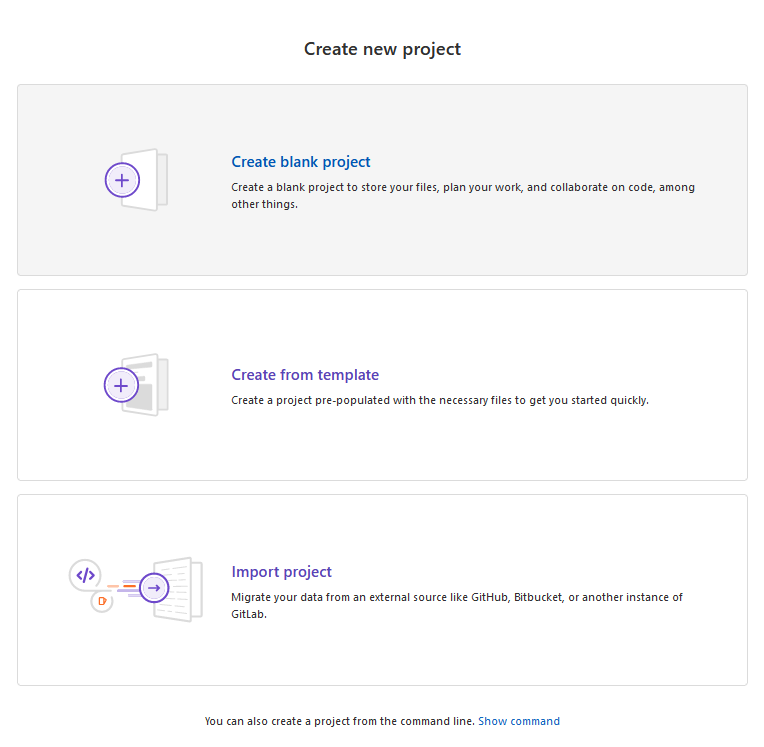 Create new project
Create blank project
Create a blank project to store your files, plan your work, and collaborate on code, among
other things.
Create from template
Create a project pre-populated with the necessary files to get you started quickly.
Import project
Migrate your data from an external source like GitHub, Bitbucket, or another instance of
GitLab.
You can also create a project from the command line. Show command